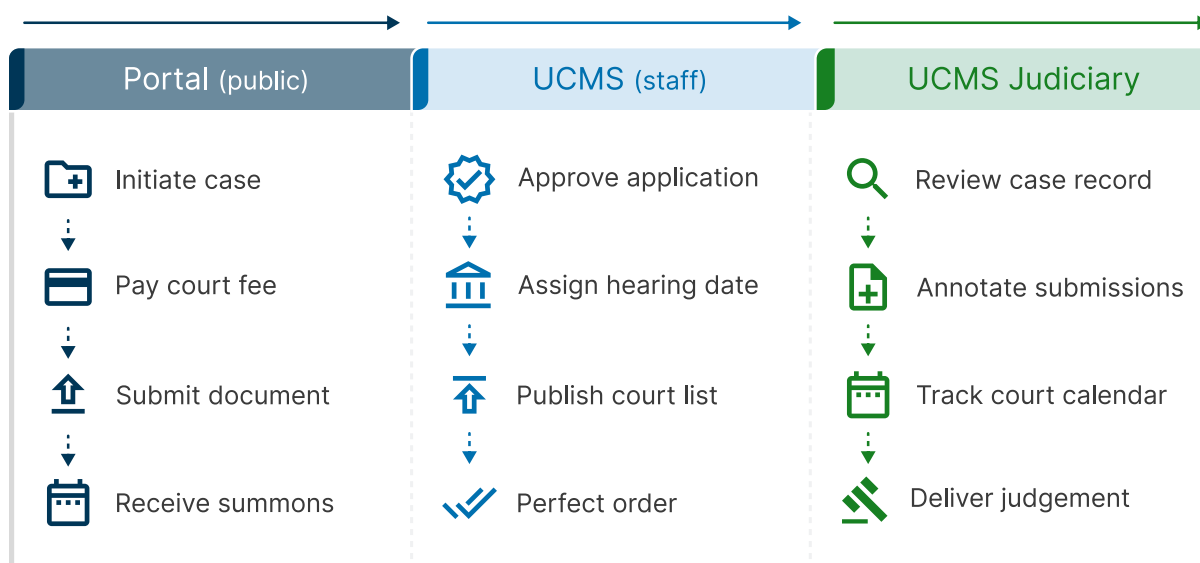 Portal (public)
UCMS (staff)
UCMS Judiciary
Initiate case
Pay court fee
Submit document
Receive summons
Approve application
Assign hearing date
Publish court list
Perfect order
Review case record
Annotate submissions
Track court calendar
Deliver judgement